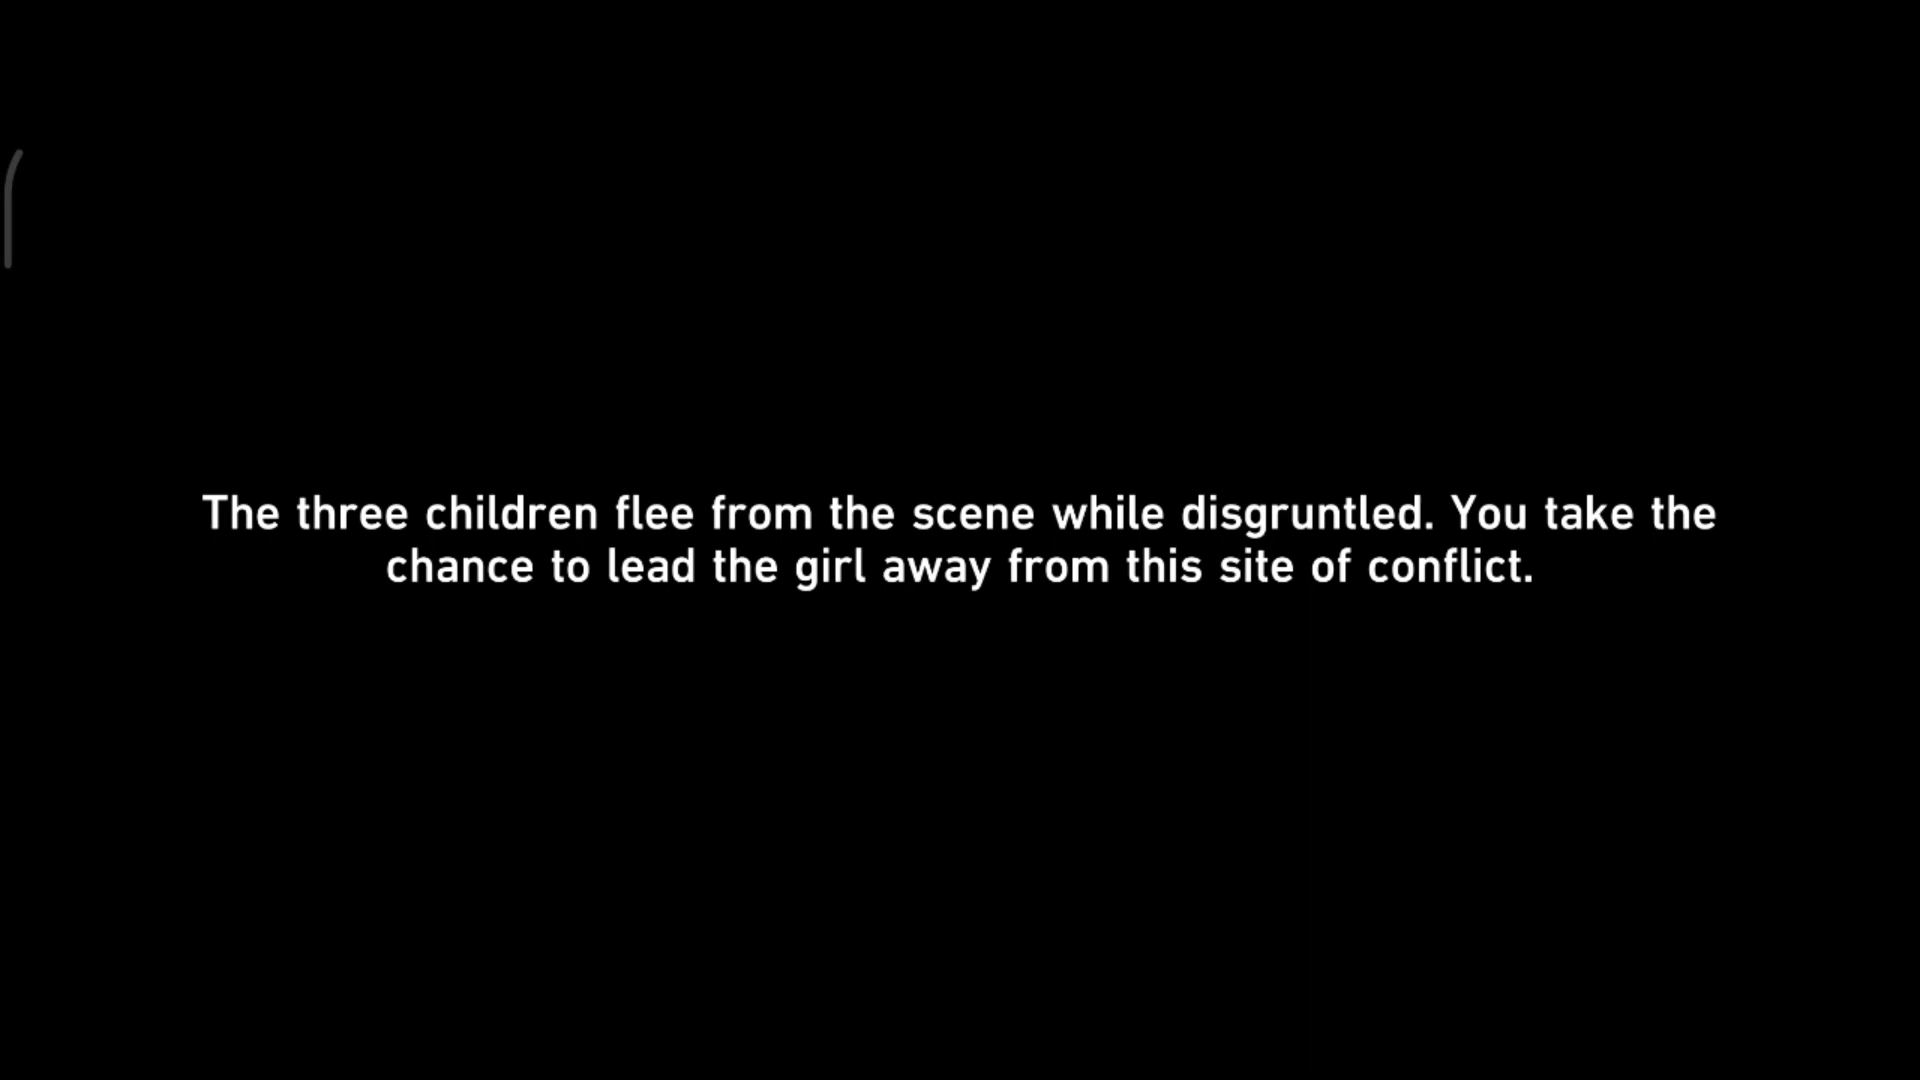 The three children flee from the scene while disgruntled. You take the
chance to lead the girl away from this site of conflict.